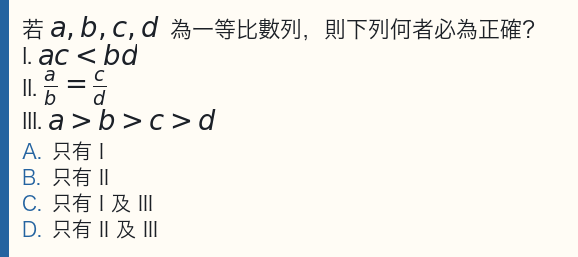 若 a, b, c, d 為一等比數列，則下列何者必為正確?
I. ac < bd
II. a/b = c/d
III. a > b > c > d
A. 只有 I
B. 只有 II
C. 只有 I 及 III
D. 只有 II 及 III